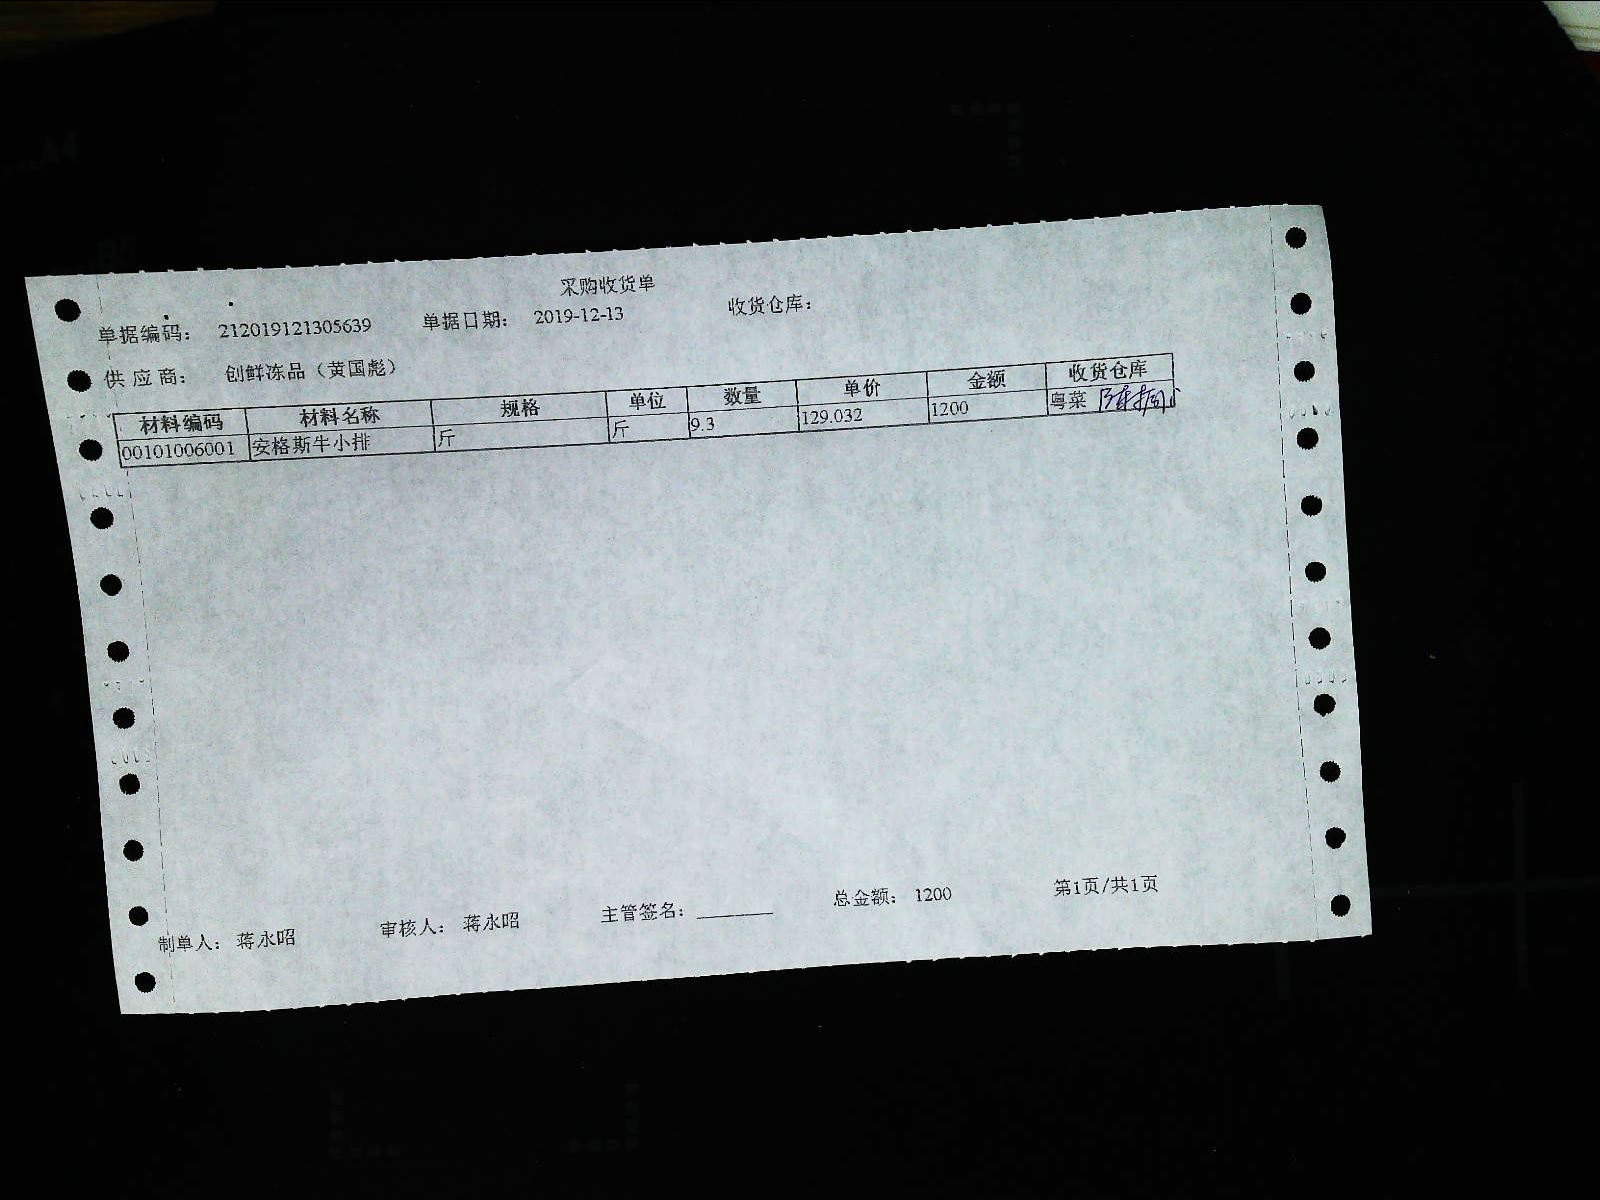 采购收货单
单据编码： 212019121305639 单据日期： 2019-12-13 收货仓库：
供应商： 创鲜冻品（黄国彪）
材料编码 材料名称 规格 单位 数量 单价 金额 收货仓库
00101006001 安格斯牛小排 斤 斤 9.3 129.032 1200 粤菜
制单人： 蒋永昭 审核人： 蒋永昭 主管签名： 总金额： 1200 第1页/共1页